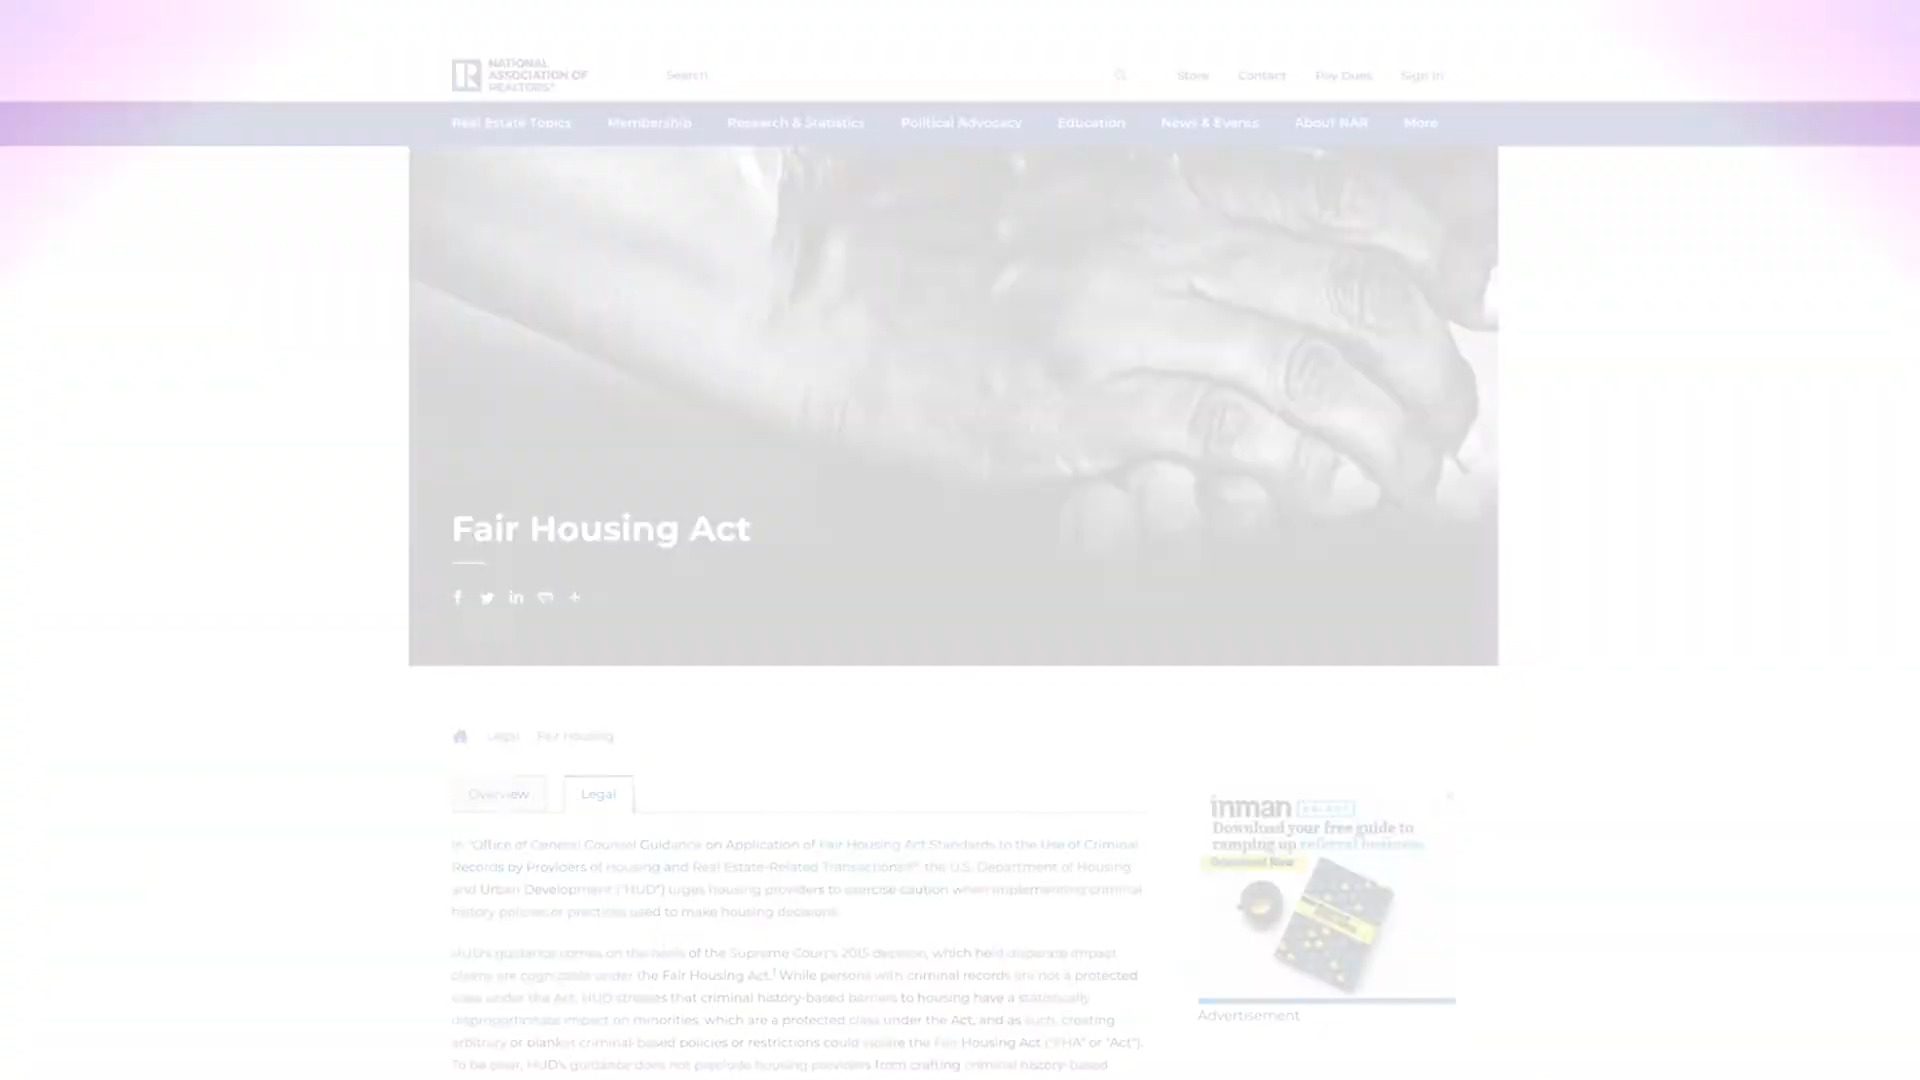 NATIONAL
ASSOCIATION OF
REALTORS®
Search
Store Contact Pay Dues Sign In
Real Estate Topics Membership Research & Statistics Political Advocacy Education News & Events About NAR More
Fair Housing Act
Legal Fair Housing
Overview Legal
In "Office of General Counsel Guidance on Application of Fair Housing Act Standards to the Use of Criminal
Records by Providers of Housing and Real Estate-Related Transactions" the U.S. Department of Housing
and Urban Development ("HUD") urges housing providers to exercise caution when implementing criminal
history policies or practices used to make housing decisions.
HUD's guidance comes on the heels of the Supreme Court's 2015 decision, which held disparate impact
claims are cognizable under the Fair Housing Act.¹ While persons with criminal records are not a protected
class under the Act, HUD stresses that criminal history-based barriers to housing have a statistically
disproportionate impact on minorities, which are a protected class under the Act, and as such, creating
arbitrary or blanket criminal-based policies or restrictions could violate the Fair Housing Act ("FHA" or "Act").
To be clear, HUD's guidance does not preclude housing providers from crafting criminal history-based
inman SELECT
Download your free guide to
ramping up referral business.
Download Now
Advertisement